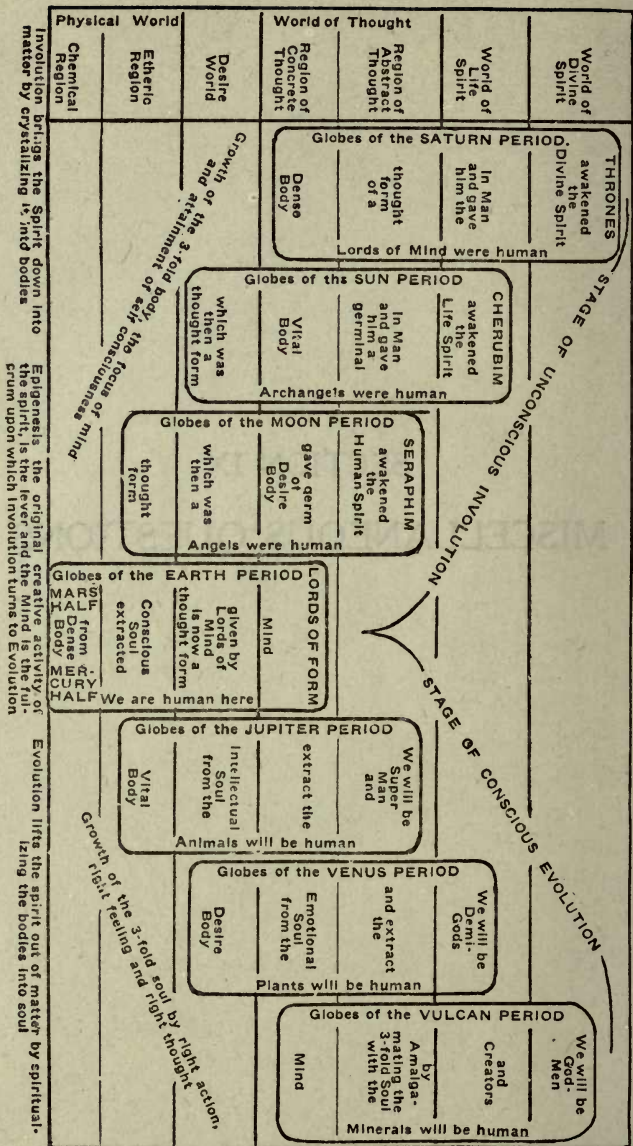 Physical World
World of Thought
Chemical
Region
Etheric
Region
Desire
World
Region of
Concrete
Thought
Region of
Abstract
Thought
World of
Life
Spirit
World of
Divine
Spirit
Globes of the SATURN PERIOD.
THRONES
awakened
the
Divine Spirit
In Man
and gave
him the
thought
form
of a
Dense
Body
Lords of Mind were human
Globes of ths SUN PERIOD
CHERUBIM
awakened
the
Life Spirit
In Man
and gave
him a
germinal
Vital
Body
which was
then a
thought form
Archangels were human
Globes of the MOON PERIOD
SERAPHIM
awakened
the
Human Spirit
gave germ
of
Desire
Body
which was
then a
thought
form
Angels were human
Globes of the EARTH PERIOD
LORDS OF FORM
Mind
given by
Lords of
Mind
is now a
thought form
Conscious
Soul
extracted
from
Dense
Body
MARS
HALF
MER-
CURY
HALF
We are human here
Globes of the JUPITER PERIOD
We will be
Super
Man
and
extract the
Intellectual
Soul
from the
Vital
Body
Animals will be human
Globes of the VENUS PERIOD
We will be
Demi-
Gods
and extract
the
Emotional
Soul
from the
Desire
Body
Plants will be human
Globes of the VULCAN PERIOD
We will be
God-
Men
and
Creators
by
Amalga-
mating the
3-fold Soul
with the
Mind
Minerals will be human
STAGE OF UNCONSCIOUS INVOLUTION
STAGE OF CONSCIOUS EVOLUTION
Growth of the 3-fold body, the focus of mind
and attainment of self consciousness
Growth of the 3-fold soul by right action,
right feeling and right thought
Involution brings the Spirit down into
matter by crystalizing it into bodies
Epigenesis the original creative activity of
the spirit, is the lever and the Mind is the ful-
crum upon which Involution turns to Evolution
Evolution lifts the spirit out of matter by spiritual-
izing the bodies into soul